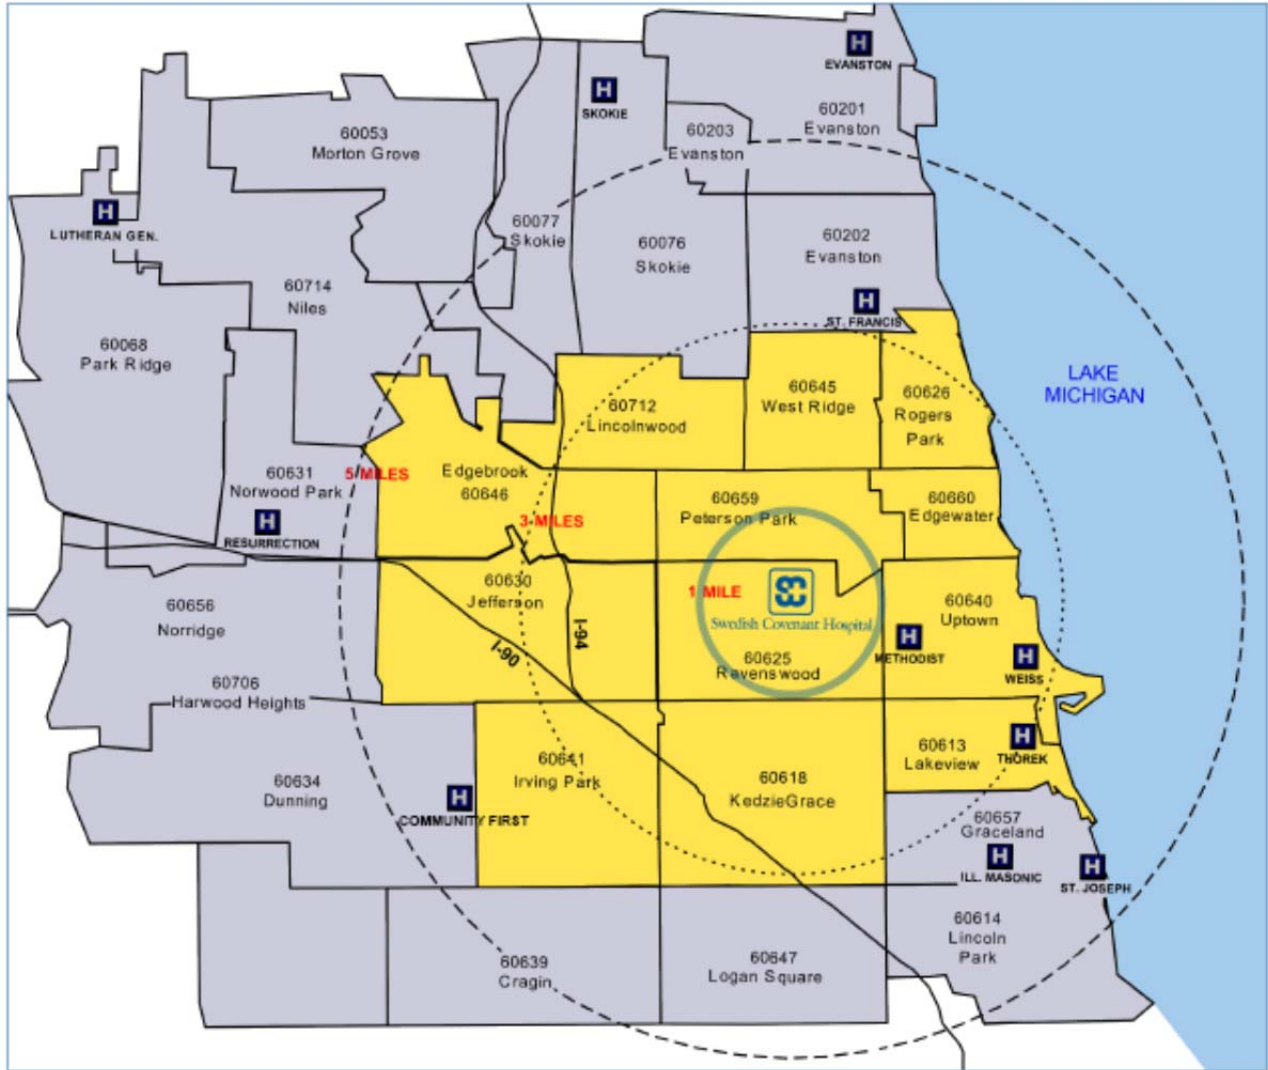 H
EVANSTON
H
SKOKIE
60201
Evanston
60203
Evanston
60053
Morton Grove
H
LUTHERAN GEN.
60077
Skokie
60076
Skokie
60202
Evanston
60714
Niles
H
ST. FRANCIS
60068
Park Ridge
LAKE
MICHIGAN
60712
Lincolnwood
60645
West Ridge
60626
Rogers
Park
60631
Norwood Park
5 MILES
Edgebrook
60646
H
RESURRECTION
3 MILES
60659
Peterson Park
60660
Edgewater
60630
Jefferson
I-94
I-90
1 MILE
SC
Swedish Covenant Hospital
60625
Ravenswood
60640
Uptown
H
METHODIST
H
WEISS
60656
Norridge
60706
Harwood Heights
60634
Dunning
H
COMMUNITY FIRST
60641
Irving Park
60618
KedzieGrace
60613
Lakeview
H
THOREK
60657
Graceland
H
ILL. MASONIC
H
ST. JOSEPH
60614
Lincoln
Park
60639
Cragin
60647
Logan Square